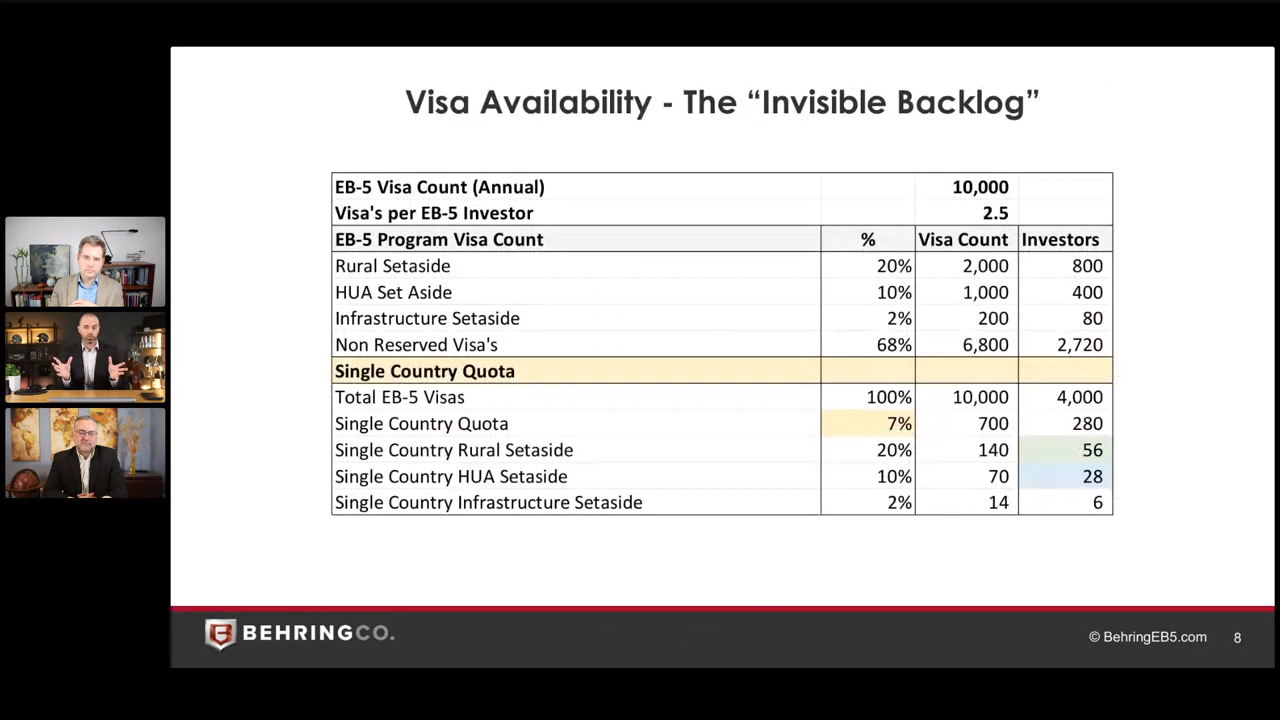 Visa Availability - The “Invisible Backlog”
EB-5 Visa Count (Annual) 10,000
Visa's per EB-5 Investor 2.5
EB-5 Program Visa Count % Visa Count Investors
Rural Setaside 20% 2,000 800
HUA Set Aside 10% 1,000 400
Infrastructure Setaside 2% 200 80
Non Reserved Visa's 68% 6,800 2,720
Single Country Quota
Total EB-5 Visas 100% 10,000 4,000
Single Country Quota 7% 700 280
Single Country Rural Setaside 20% 140 56
Single Country HUA Setaside 10% 70 28
Single Country Infrastructure Setaside 2% 14 6
BEHRINGCO.
© BehringEB5.com 8